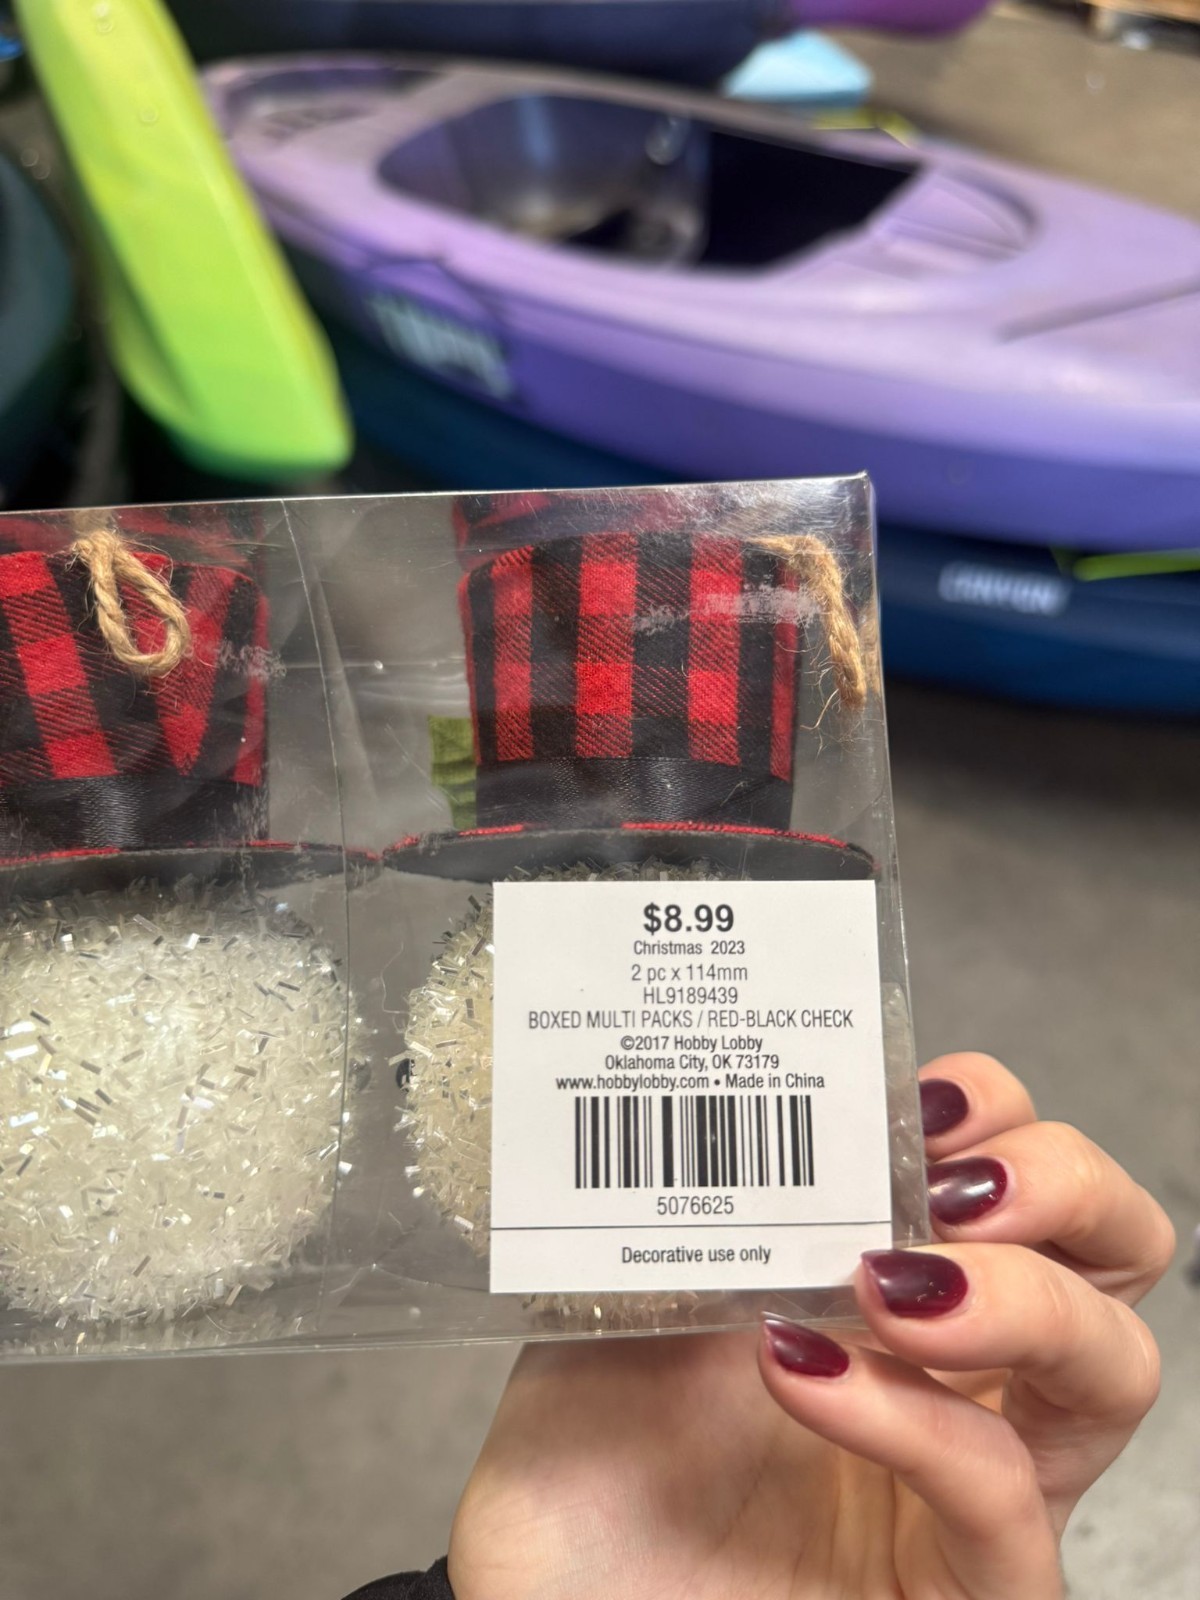 CANYON
$8.99
Christmas 2023
2 pc x 114mm
HL9189439
BOXED MULTI PACKS / RED-BLACK CHECK
©2017 Hobby Lobby
Oklahoma City, OK 73179
www.hobbylobby.com • Made in China
5076625
Decorative use only